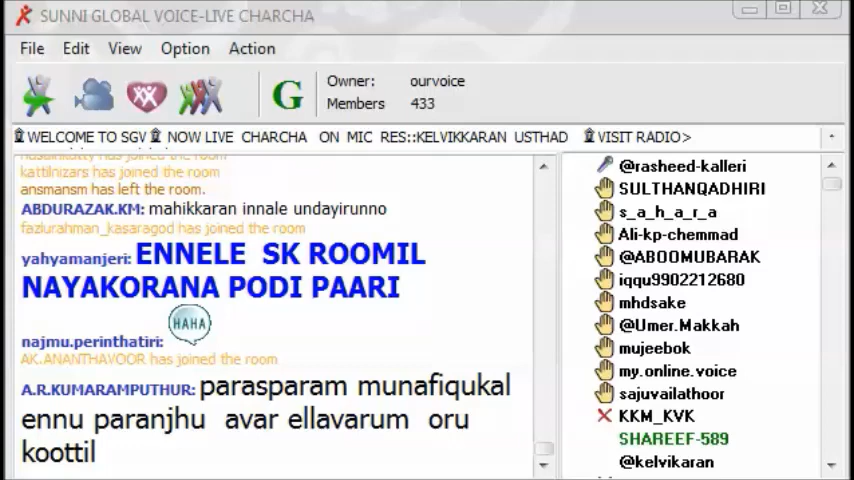 SUNNI GLOBAL VOICE-LIVE CHARCHA
File Edit View Option Action
G
Owner: ourvoice
Members 433
WELCOME TO SGV NOW LIVE CHARCHA ON MIC RES::KELVIKKARAN USTHAD VISIT RADIO>
has joined the room
kattilnizars has joined the room
ansmansm has left the room.
ABDURAZAK.KM: mahikkaran innale undayirunno
fazlurahman_kasaragod has joined the room
yahyamanjeri: ENNELE SK ROOMIL
NAYAKORANA PODI PAARI
HAHA
najmu.perinthatiri:
AK.ANANTHAVOOR has joined the room
A.R.KUMARAMPUTHUR: parasparam munafiqukal
ennu paranjhu avar ellavarum oru
koottil
@rasheed-kalleri
SULTHANQADHIRI
s_a_h_a_r_a
Ali-kp-chemmad
@ABOOMUBARAK
iqqu9902212680
mhdsake
@Umer.Makkah
mujeebok
my.online.voice
sajuvailathoor
KKM_KVK
SHAREEF-589
@kelvikaran